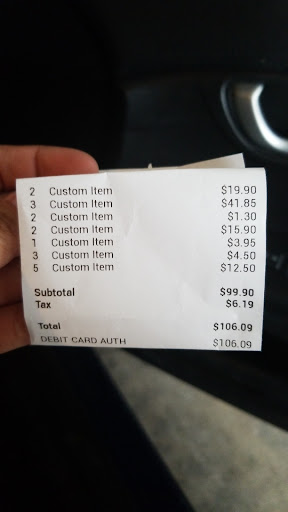 2 Custom Item $19.90
3 Custom Item $41.85
2 Custom Item $1.30
2 Custom Item $15.90
1 Custom Item $3.95
3 Custom Item $4.50
5 Custom Item $12.50
Subtotal $99.90
Tax $6.19
Total $106.09
DEBIT CARD AUTH $106.09